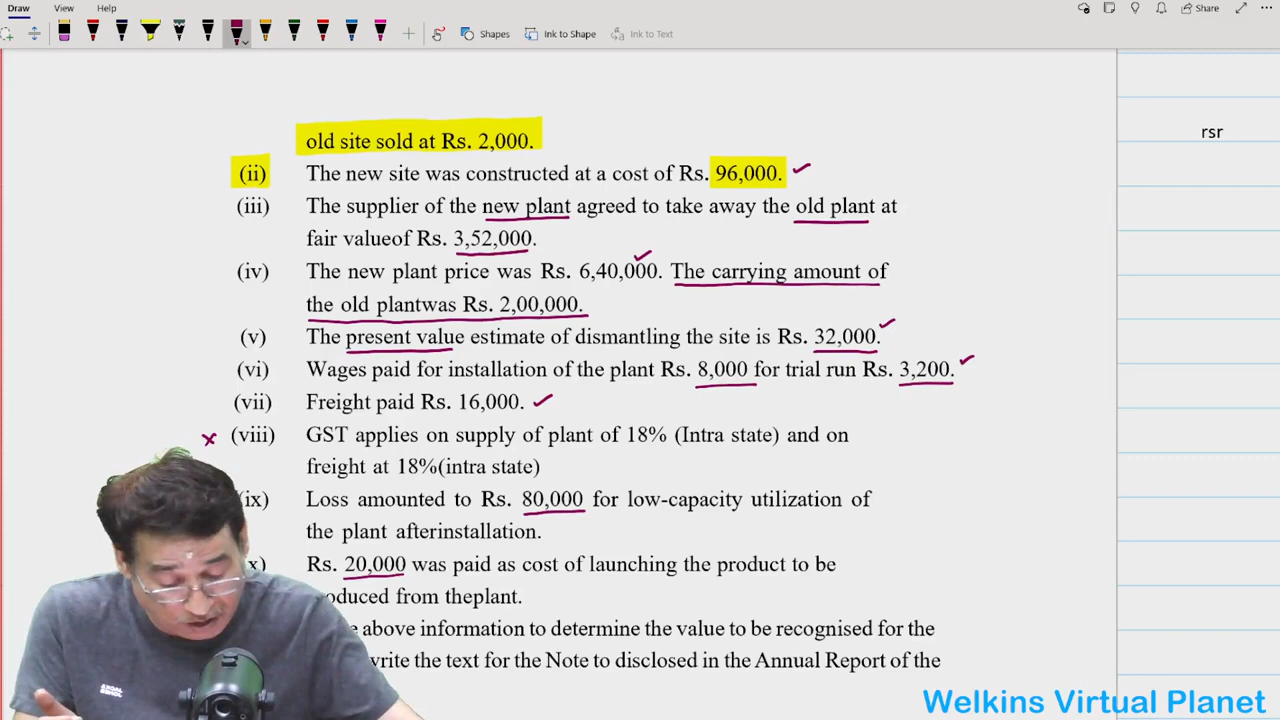 Draw View Help
Share
Shapes Ink to Shape Ink to Text
old site sold at Rs. 2,000.
rsr
(ii) The new site was constructed at a cost of Rs. 96,000.
(iii) The supplier of the new plant agreed to take away the old plant at
fair valueof Rs. 3,52,000.
(iv) The new plant price was Rs. 6,40,000. The carrying amount of
the old plantwas Rs. 2,00,000.
(v) The present value estimate of dismantling the site is Rs. 32,000.
(vi) Wages paid for installation of the plant Rs. 8,000 for trial run Rs. 3,200.
(vii) Freight paid Rs. 16,000.
(viii) GST applies on supply of plant of 18% (Intra state) and on
freight at 18%(intra state)
ix) Loss amounted to Rs. 80,000 for low-capacity utilization of
the plant afterinstallation.
x) Rs. 20,000 was paid as cost of launching the product to be
oduced from theplant.
above information to determine the value to be recognised for the
write the text for the Note to disclosed in the Annual Report of the
Welkins Virtual Planet